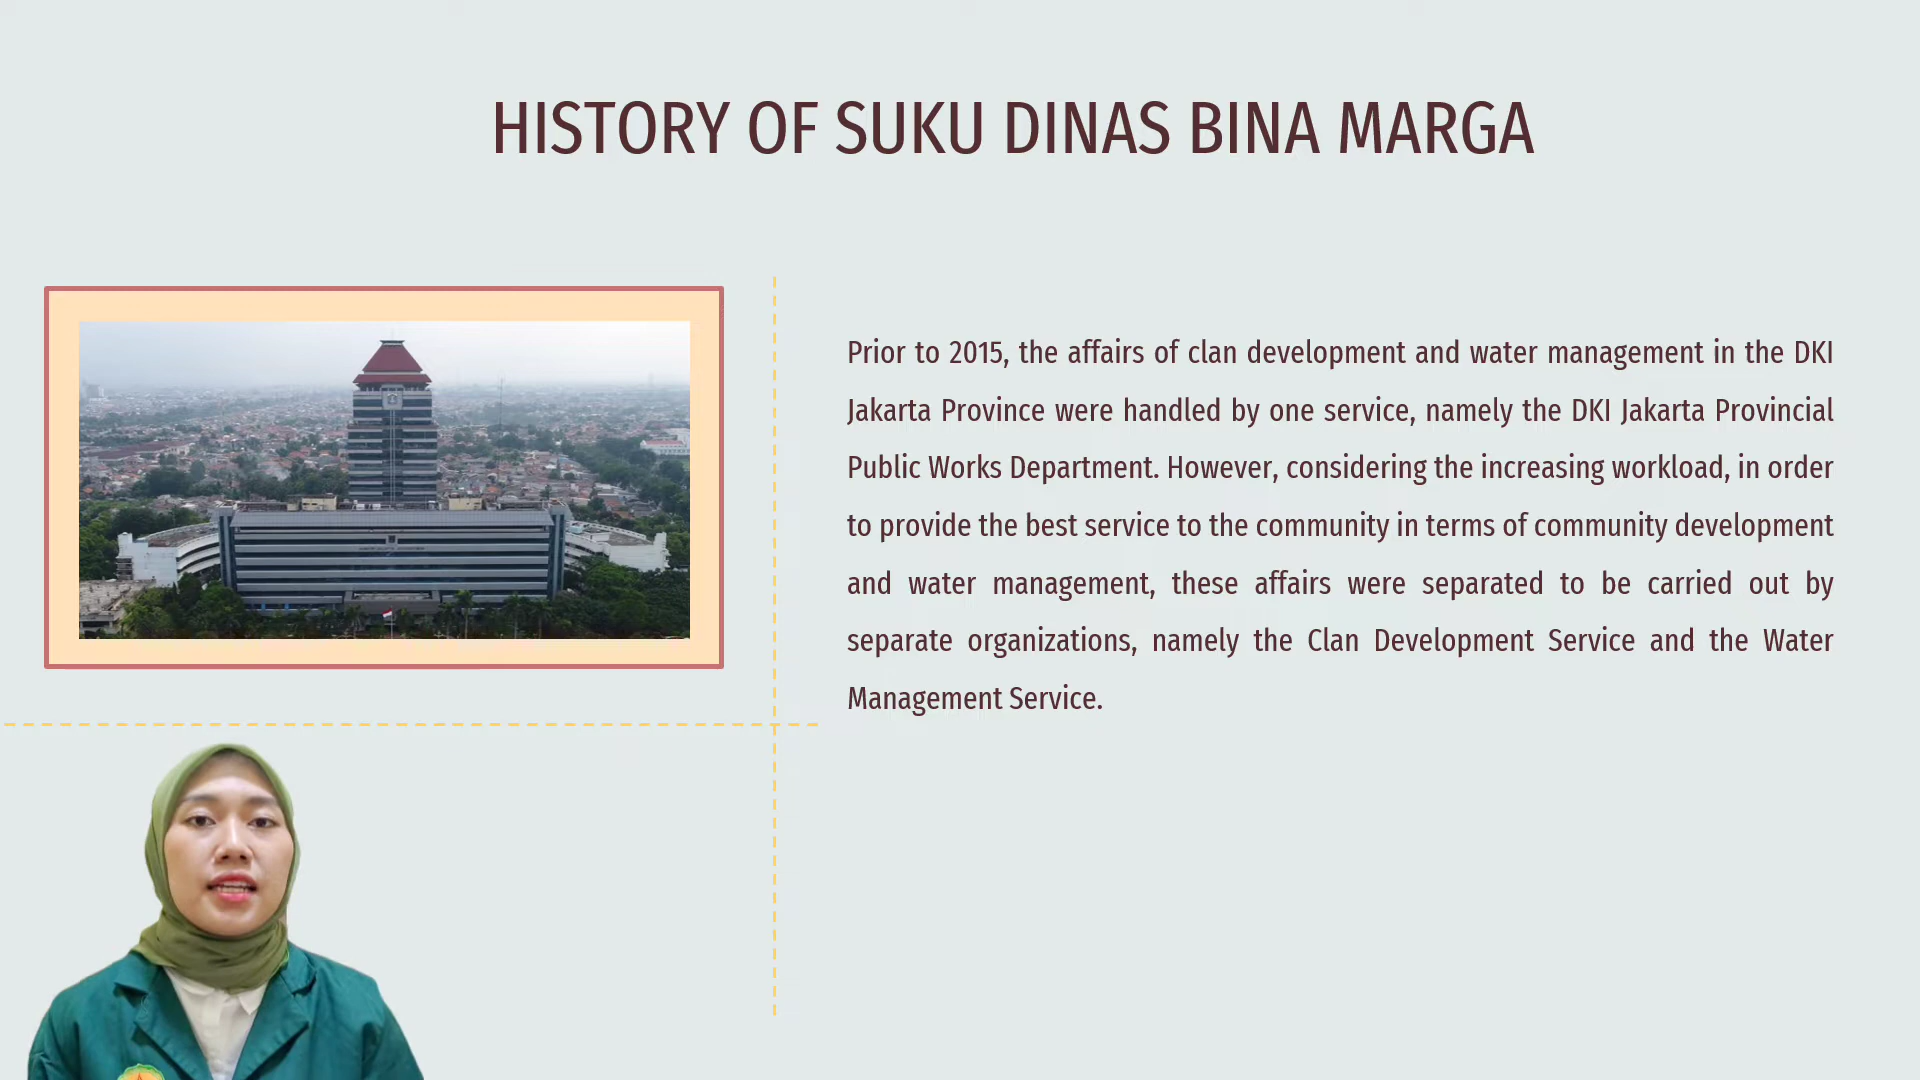 HISTORY OF SUKU DINAS BINA MARGA
Prior to 2015, the affairs of clan development and water management in the DKI
Jakarta Province were handled by one service, namely the DKI Jakarta Provincial
Public Works Department. However, considering the increasing workload, in order
to provide the best service to the community in terms of community development
and water management, these affairs were separated to be carried out by
separate organizations, namely the Clan Development Service and the Water
Management Service.